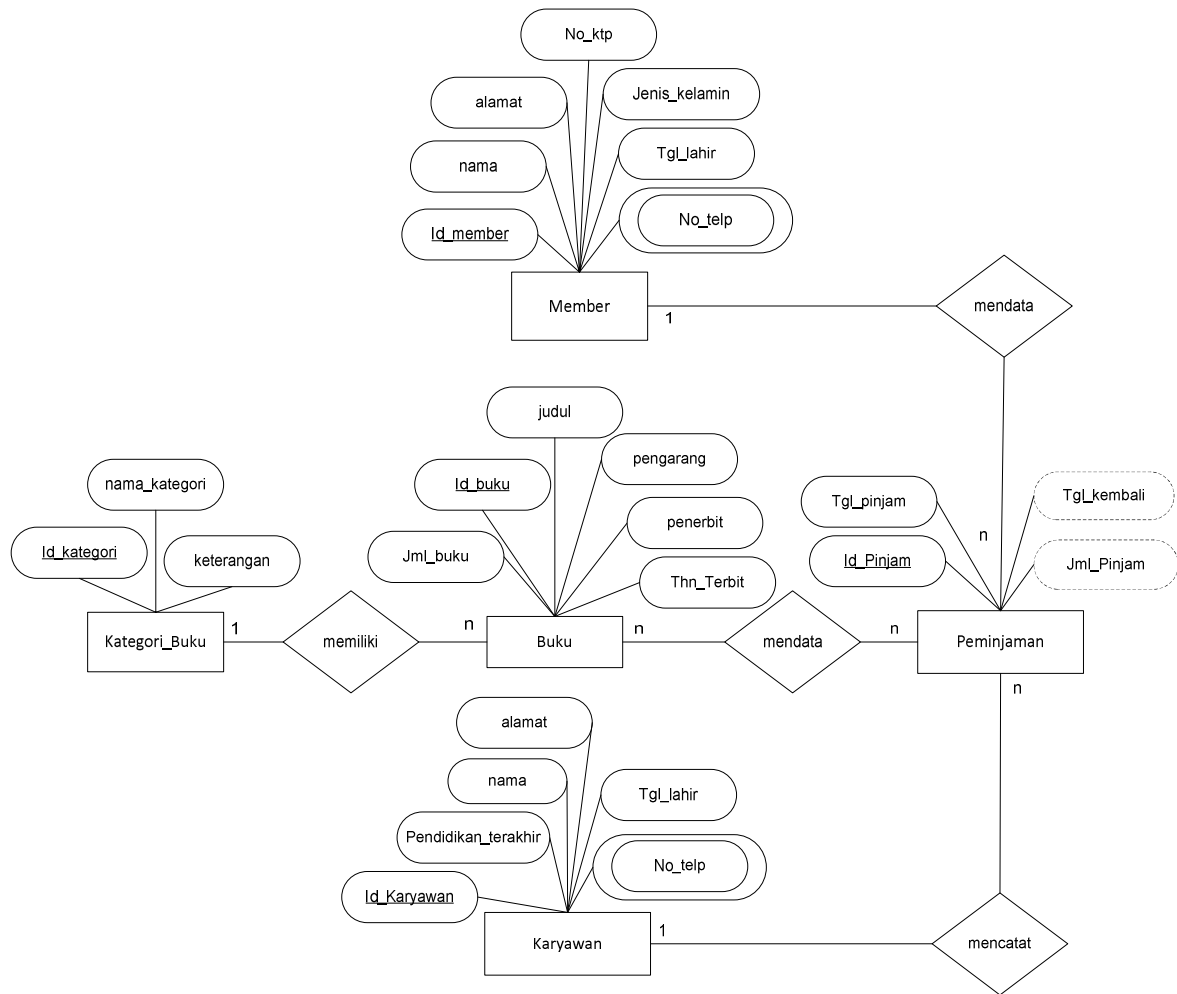 No_ktp
alamat
Jenis_kelamin
nama
Tgl_lahir
Id_member
No_telp
Member
1
mendata
n
judul
Id_buku
pengarang
Jml_buku
penerbit
Thn_Terbit
nama_kategori
Id_kategori
keterangan
Tgl_pinjam
Tgl_kembali
Id_Pinjam
Jml_Pinjam
Kategori_Buku
1
memiliki
n
Buku
n
mendata
n
Peminjaman
n
alamat
nama
Tgl_lahir
Pendidikan_terakhir
No_telp
Id_Karyawan
Karyawan
1
mencatat